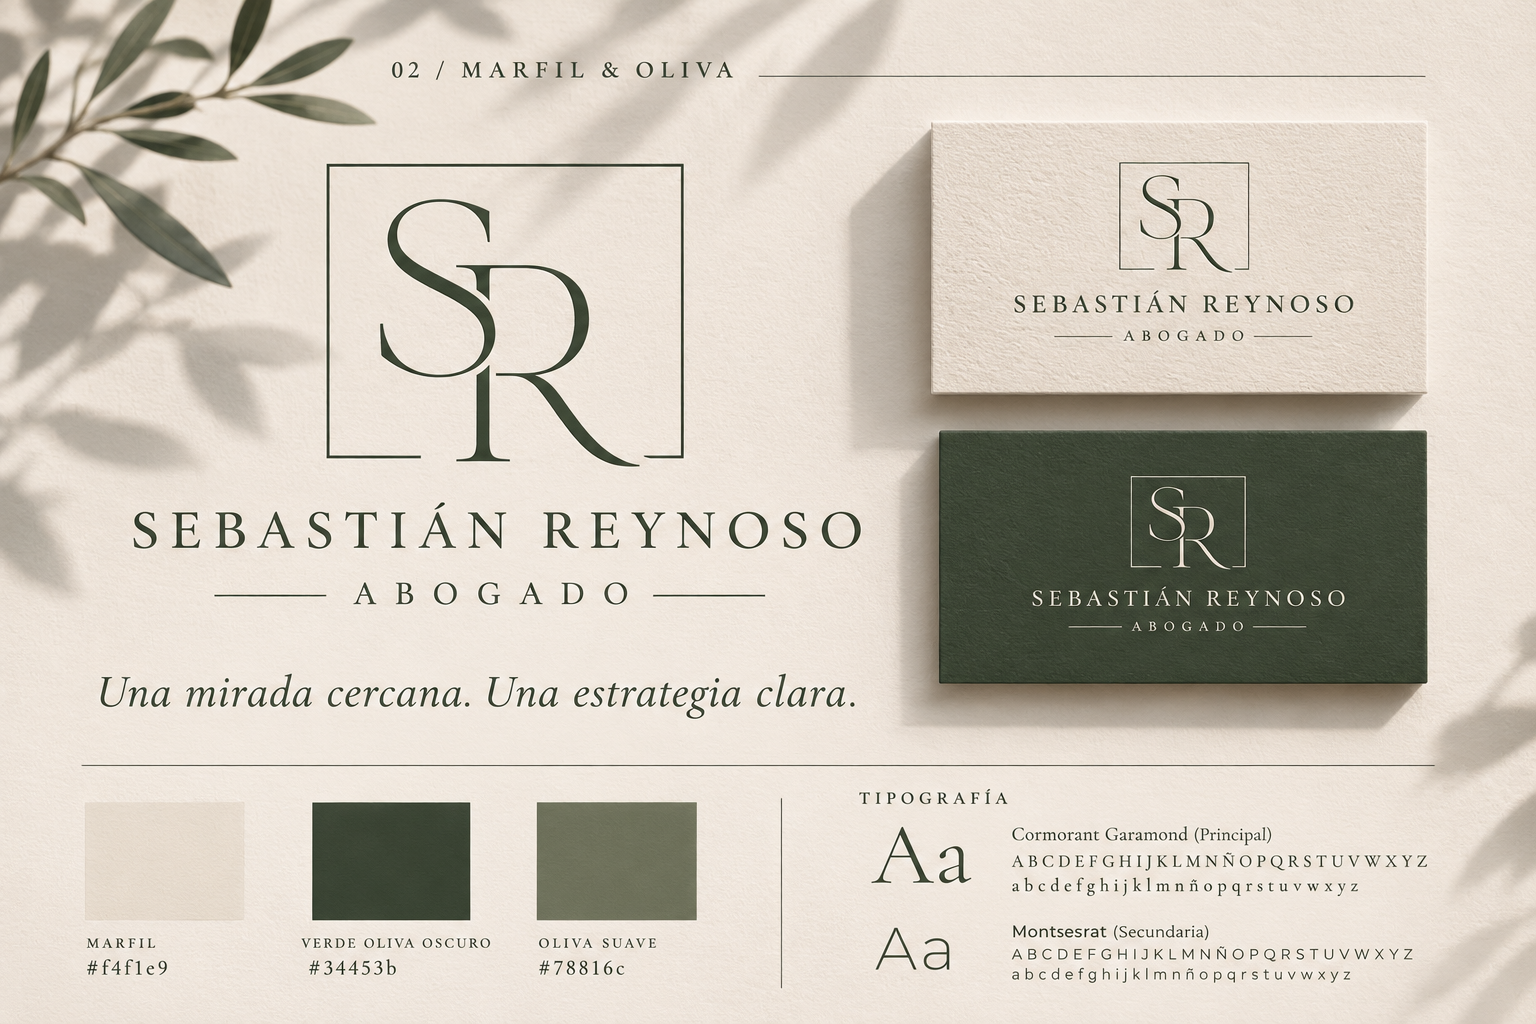 02 / MARFIL & OLIVA
SR
SEBASTIÁN REYNOSO
ABOGADO
Una mirada cercana. Una estrategia clara.
SR
SEBASTIÁN REYNOSO
ABOGADO
SR
SEBASTIÁN REYNOSO
ABOGADO
MARFIL
#f4f1e9
VERDE OLIVA OSCURO
#34453b
OLIVA SUAVE
#78816c
TIPOGRAFÍA
Aa
Cormorant Garamond (Principal)
ABCDEFGHIJKLMNÑOPQRSTUVWXYZ
abcdefghijklmnñopqrstuvwxyz
Aa
Montsesrat (Secundaria)
ABCDEFGHIJKLMNÑOPQRSTUVWXYZ
abcdefghijklmnñopqrstuvwxyz